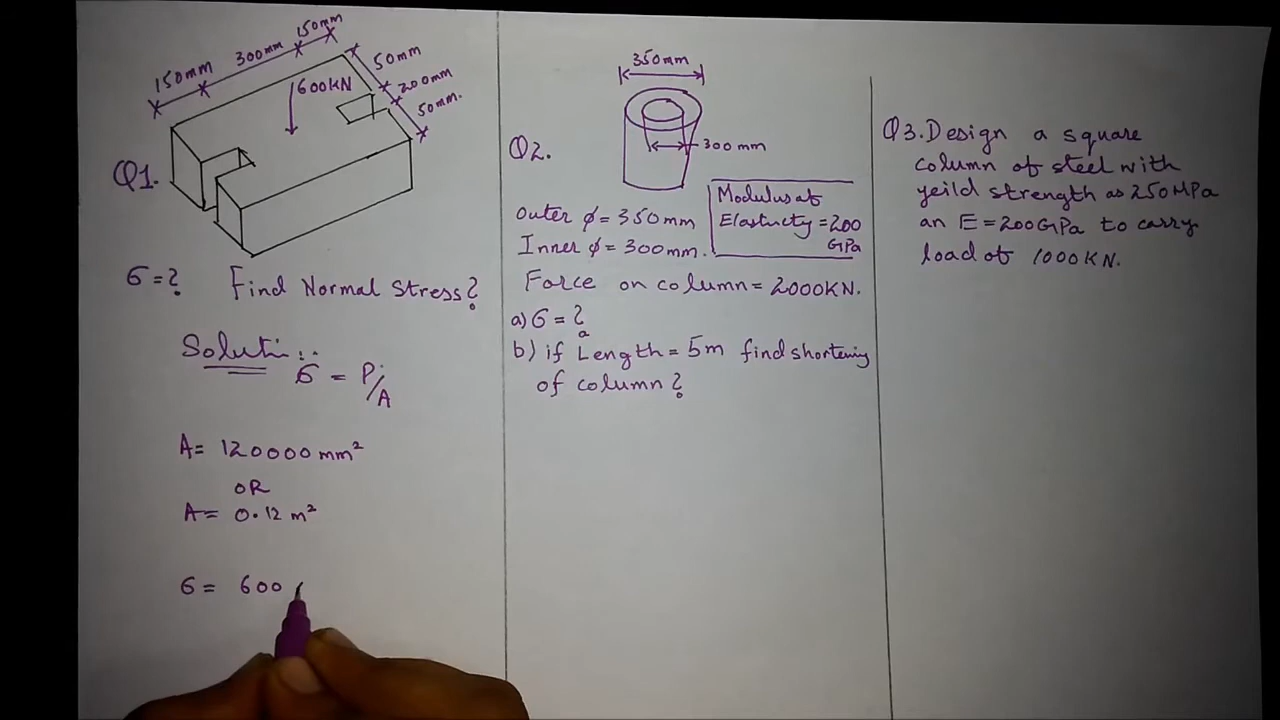 150mm
300mm
150mm
50mm
200mm
50mm.
600KN
Q1.
б=? Find Normal Stress?
Soluti..
б = P/A
A= 120000 mm²
OR
A= 0.12 m²
б= 600
350mm
Q2.
300 mm
Outer ϕ= 350mm
Inner ϕ= 300mm.
Modulus of
Elasticity =200
GPa
Force on column= 2000KN.
a) б = ?
b) if Length= 5m find shortening
of column?
Q3. Design a square
column of steel with
yeild strength as 250MPa
an E=200GPa to carry
load of 1000KN.